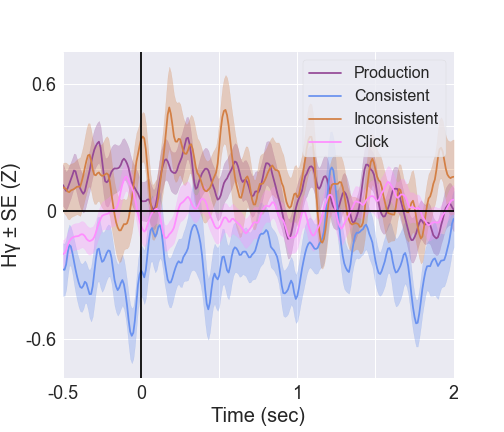 Production
Consistent
Inconsistent
Click
0.6
0
-0.6
Hγ ± SE (Z)
-0.5 0 1 2
Time (sec)